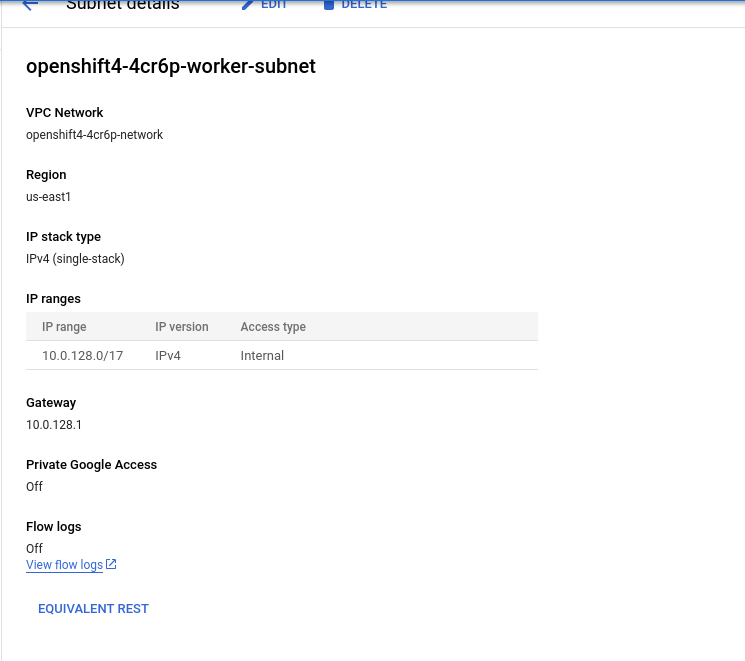 Subnet details EDIT DELETE
openshift4-4cr6p-worker-subnet
VPC Network
openshift4-4cr6p-network
Region
us-east1
IP stack type
IPv4 (single-stack)
IP ranges
IP range IP version Access type
10.0.128.0/17 IPv4 Internal
Gateway
10.0.128.1
Private Google Access
Off
Flow logs
Off
View flow logs
EQUIVALENT REST